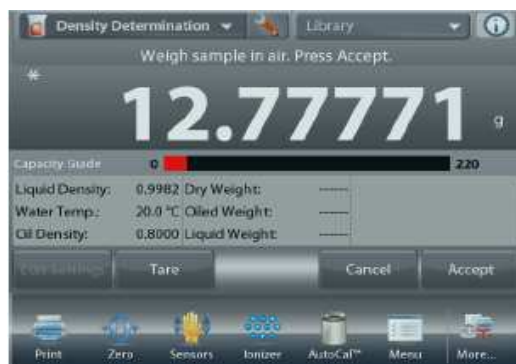 Density Determination Library
Weigh sample in air. Press Accept.
* 12.77771 g
Capacity Guide 0 220
Liquid Density: 0.9982 Dry Weight: ------
Water Temp.: 20.0 °C Oiled Weight: ------
Oil Density: 0.8000 Liquid Weight: ------
Edit Settings Tare Cancel Accept
Print Zero Sensors Ionizer AutoCal™ Menu More...